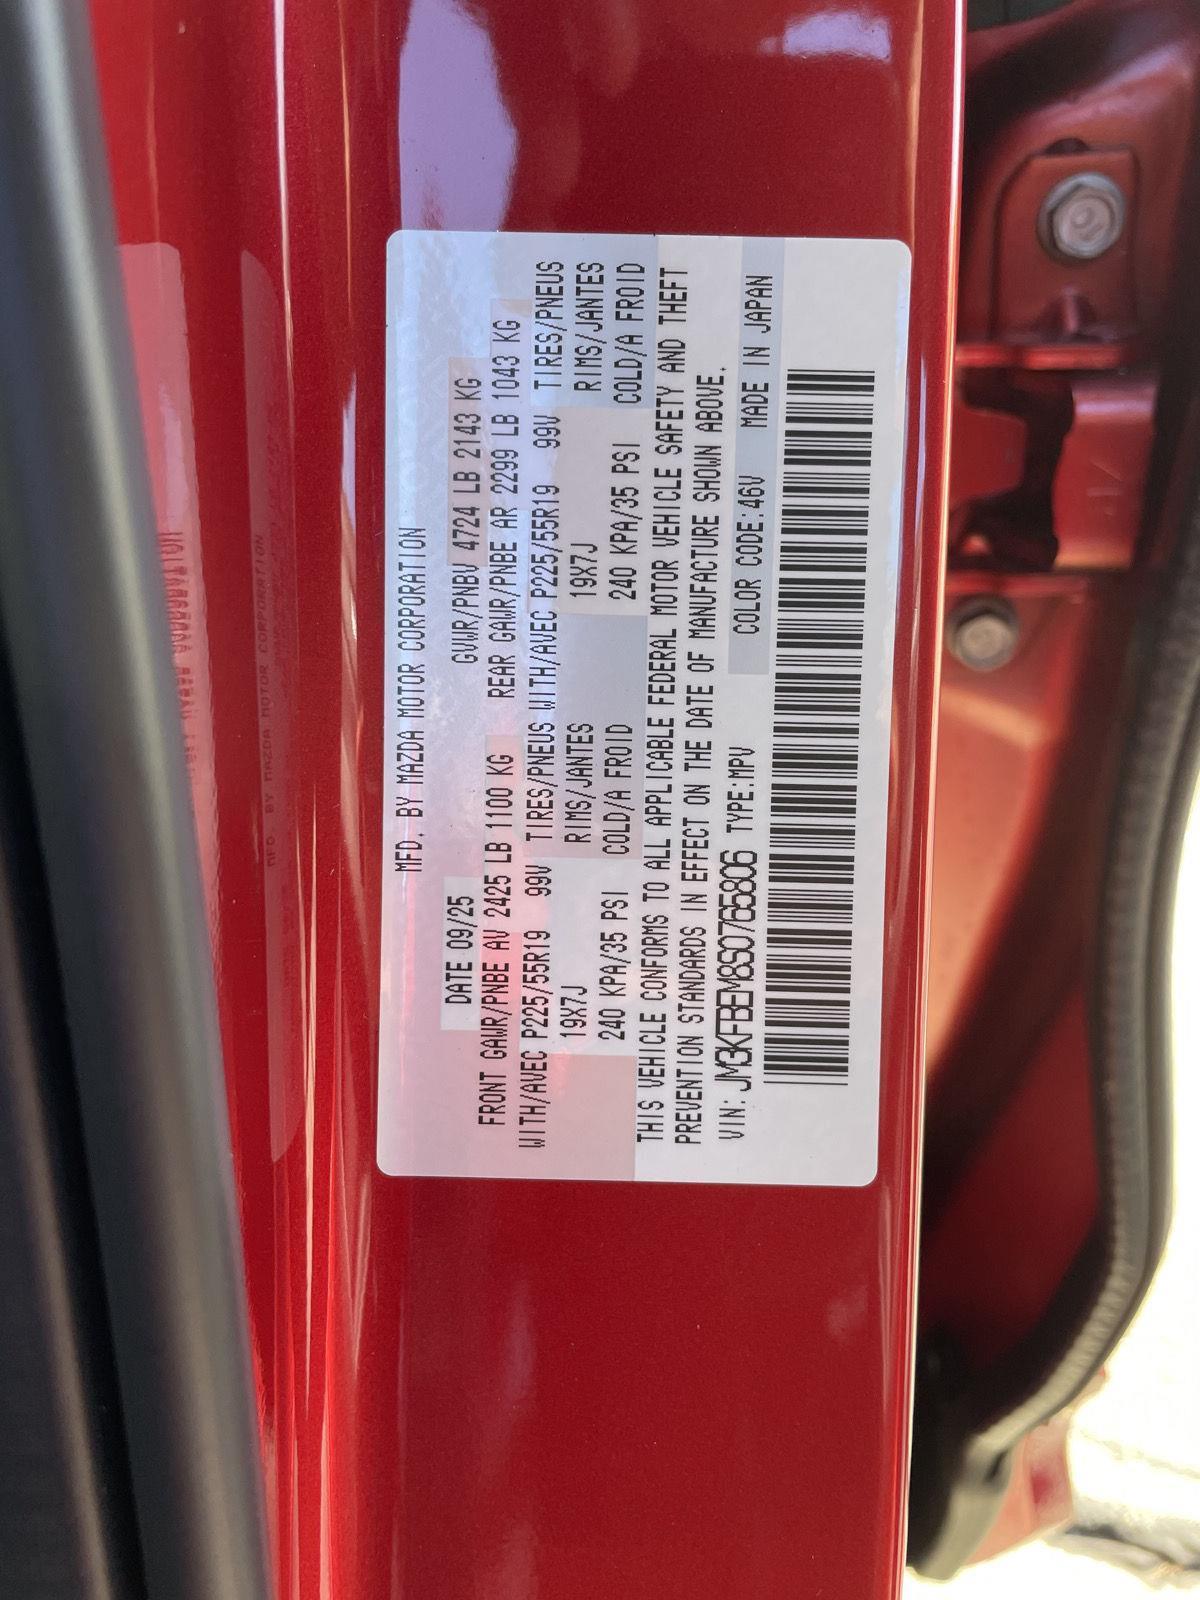 MFD. BY MAZDA MOTOR CORPORATION
DATE 09/25 GVWR/PNBV 4724 LB 2143 KG
FRONT GAWR/PNBE AV 2425 LB 1100 KG REAR GAWR/PNBE AR 2299 LB 1043 KG
WITH/AVEC P225/55R19 99V TIRES/PNEUS WITH/AVEC P225/55R19 99V TIRES/PNEUS
19X7J RIMS/JANTES 19X7J RIMS/JANTES
240 KPA/35 PSI COLD/A FROID 240 KPA/35 PSI COLD/A FROID
THIS VEHICLE CONFORMS TO ALL APPLICABLE FEDERAL MOTOR VEHICLE SAFETY AND THEFT
PREVENTION STANDARDS IN EFFECT ON THE DATE OF MANUFACTURE SHOWN ABOVE.
VIN: JM3KFBEM8S0765806 TYPE:MPV COLOR CODE:46V MADE IN JAPAN